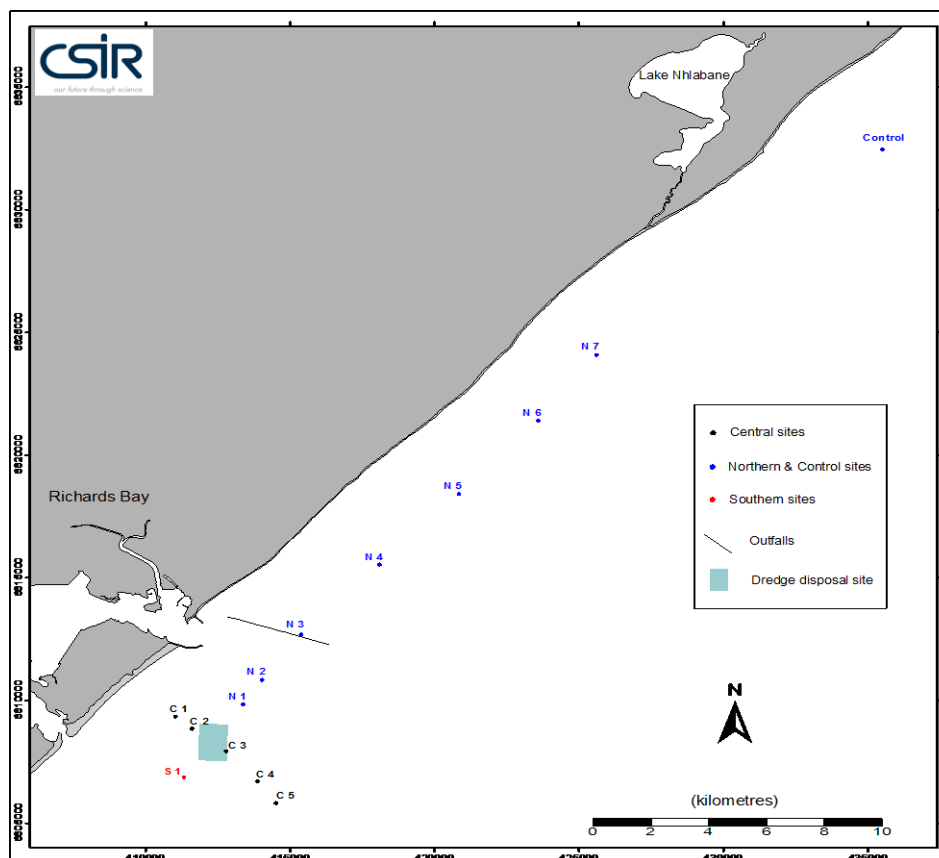 CSIR
our future through science
Lake Nhlabane
Control
N 7
N 6
Central sites
Northern & Control sites
Southern sites
Outfalls
Dredge disposal site
N 5
Richards Bay
N 4
N 3
N 2
N 1
C 1
C 2
C 3
S 1
C 4
C 5
N
(kilometres)
0 2 4 6 8 10